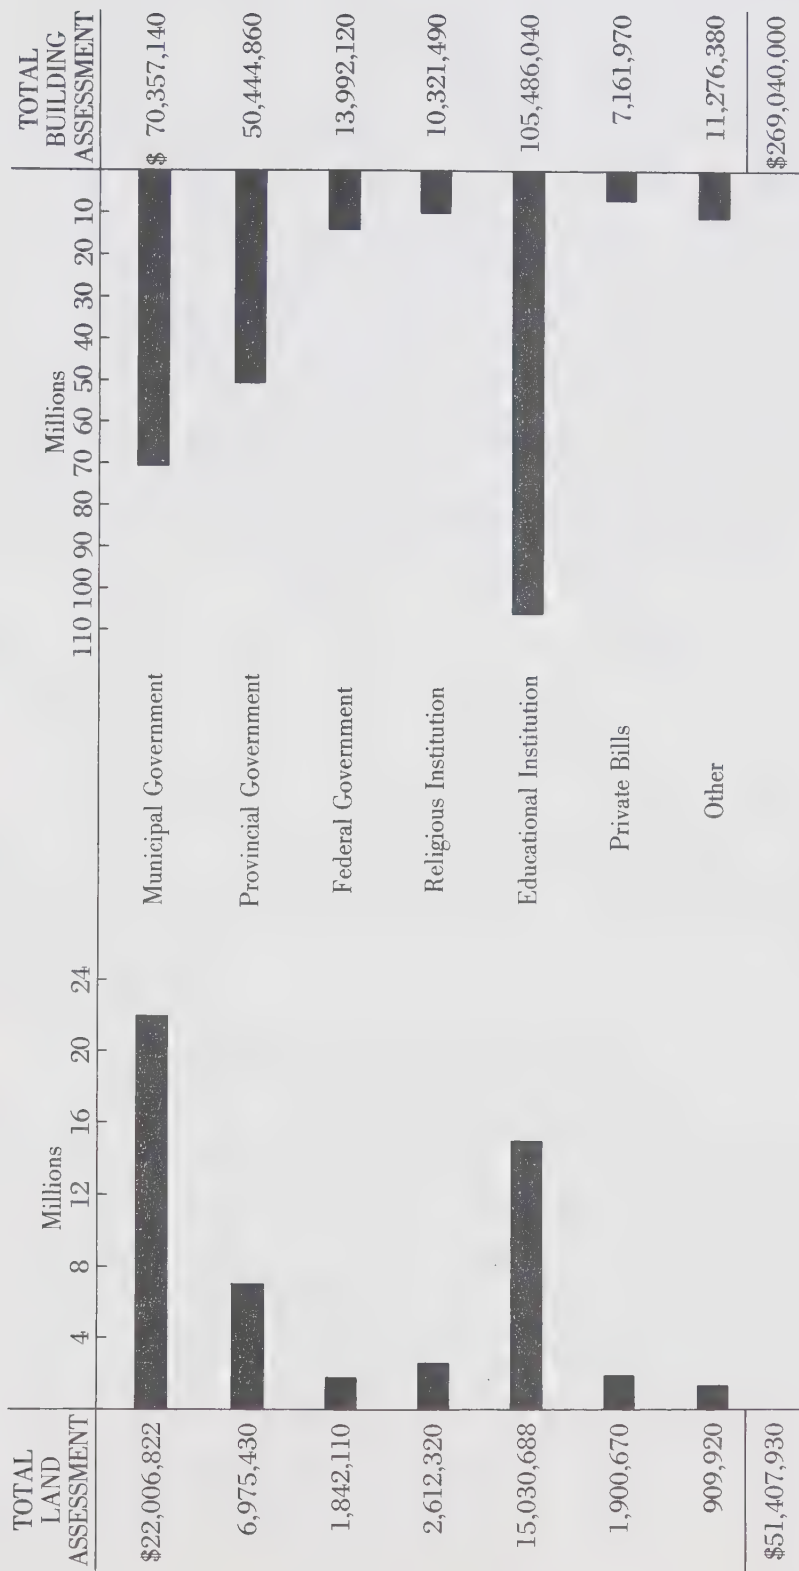 TOTAL
LAND
ASSESSMENT
Millions
4 8 12 16 20 24
Millions
110 100 90 80 70 60 50 40 30 20 10
TOTAL
BUILDING
ASSESSMENT
$22,006,822 Municipal Government $ 70,357,140
6,975,430 Provincial Government 50,444,860
1,842,110 Federal Government 13,992,120
2,612,320 Religious Institution 10,321,490
15,030,688 Educational Institution 105,486,040
1,900,670 Private Bills 7,161,970
909,920 Other 11,276,380
$51,407,930 $269,040,000